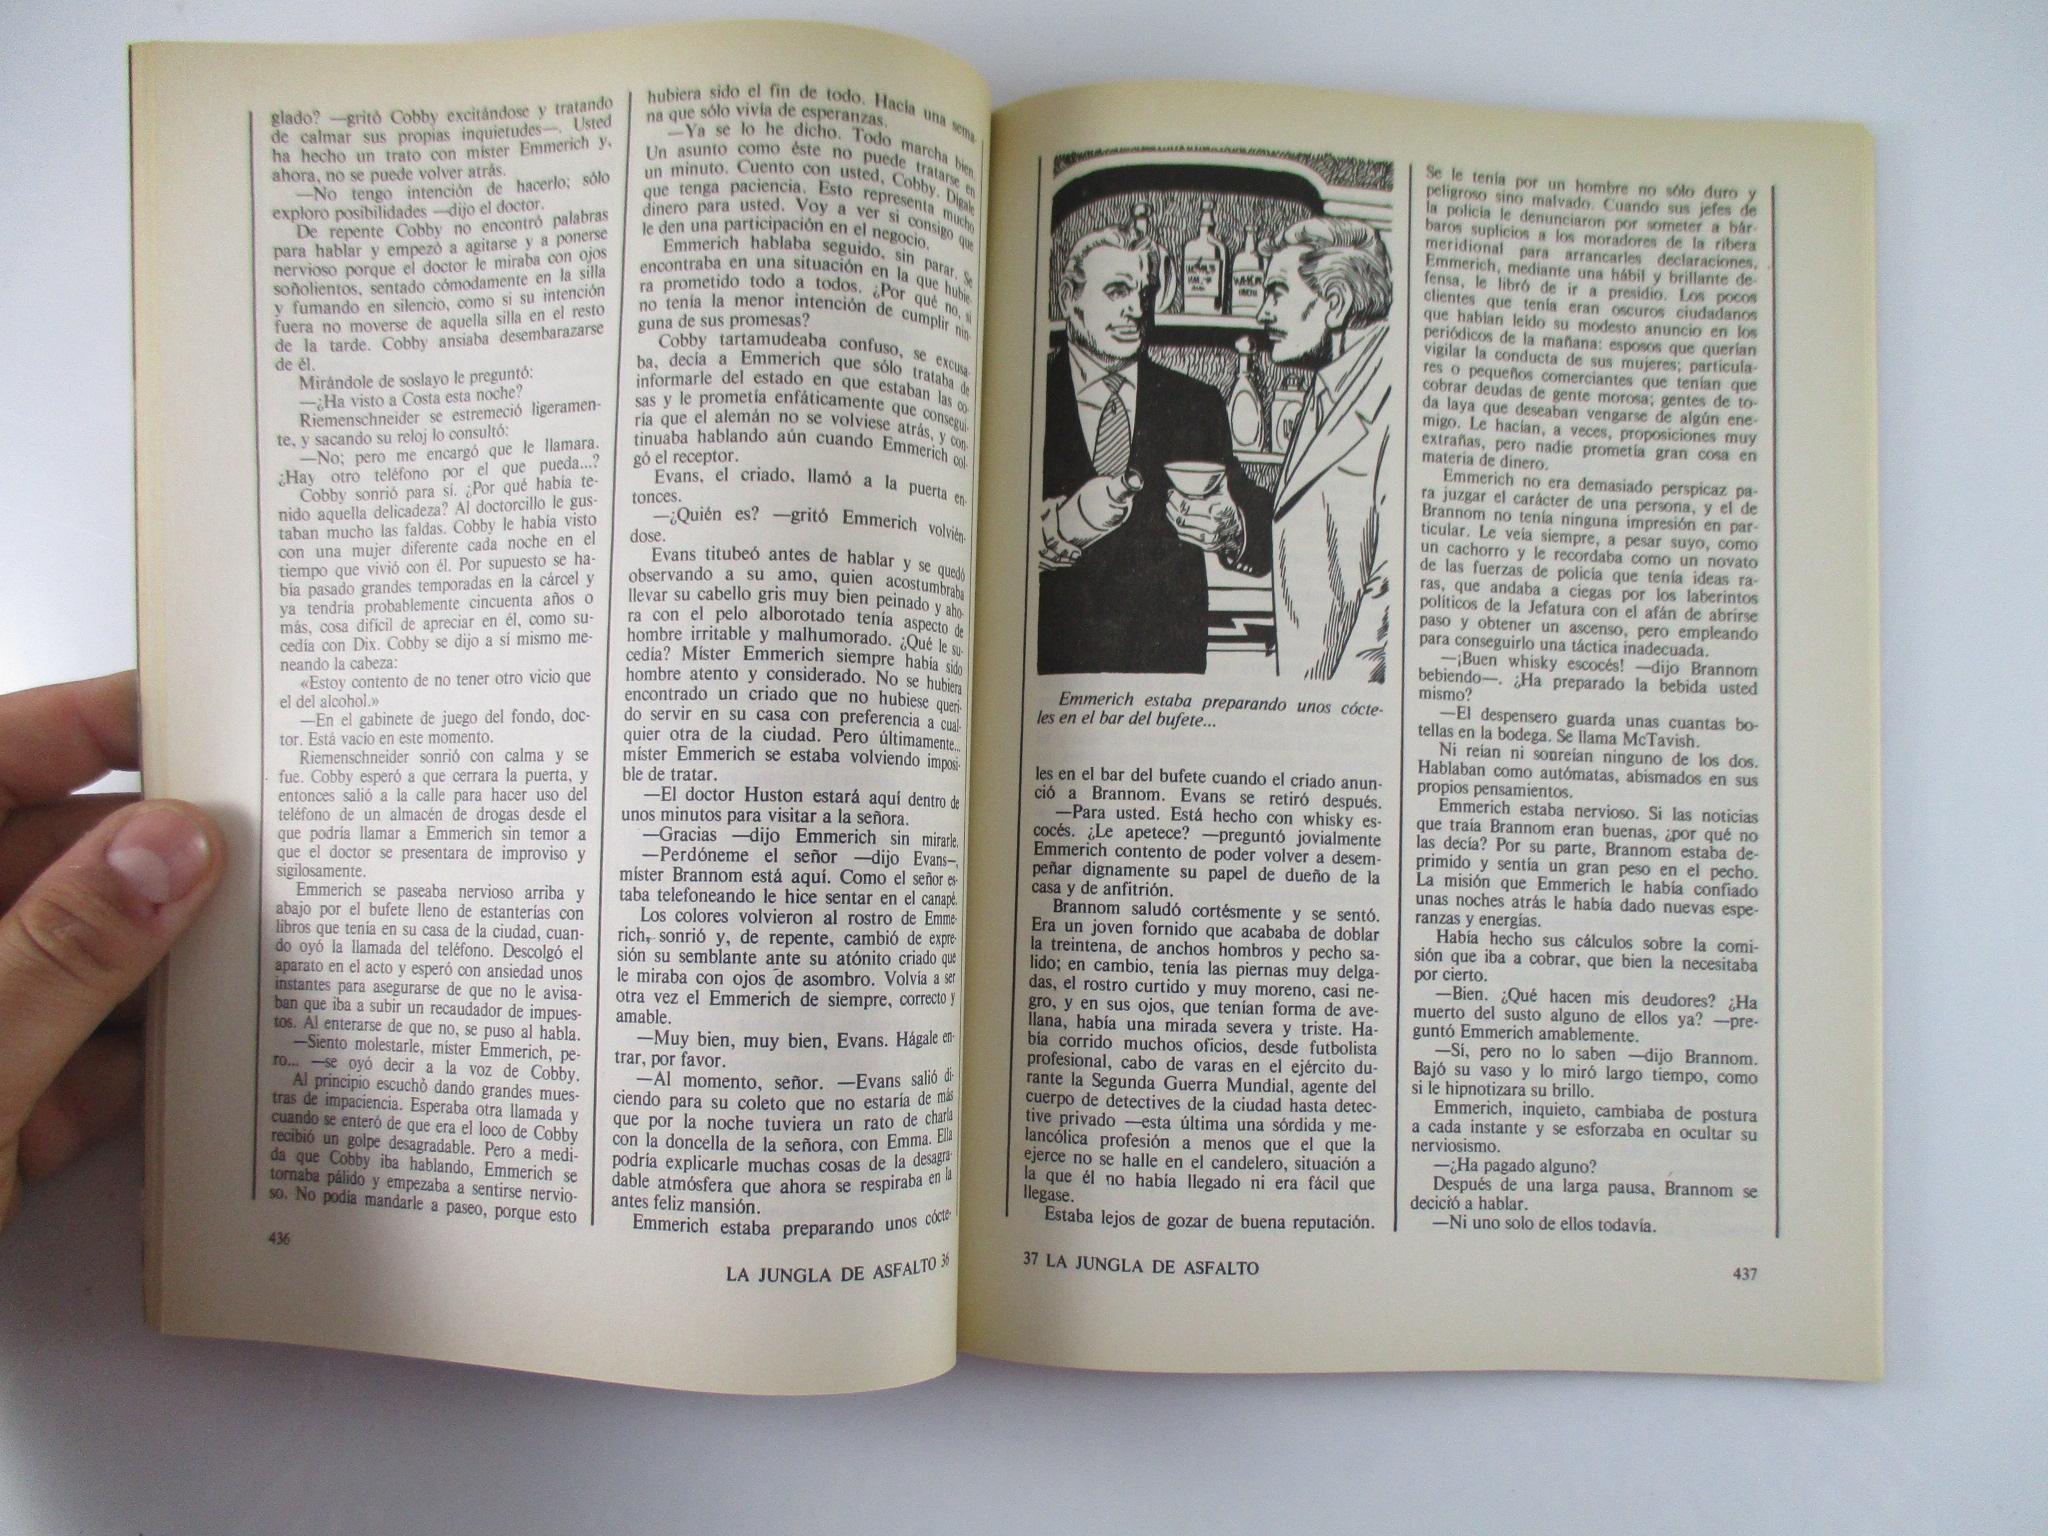 glado? —gritó Cobby excitándose y tratando
de calmar sus propias inquietudes—. Usted
ha hecho un trato con míster Emmerich y,
ahora, no se puede volver atrás.
—No tengo intención de hacerlo; sólo
exploro posibilidades —dijo el doctor.
De repente Cobby no encontró palabras
para hablar y empezó a agitarse y a ponerse
nervioso porque el doctor le miraba con ojos
soñolientos, sentado cómodamente en la silla
y fumando en silencio, como si su intención
fuera no moverse de aquella silla en el resto
de la tarde. Cobby ansiaba desembarazarse
de él.
Mirándole de soslayo le preguntó:
—¿Ha visto a Costa esta noche?
Riemenschneider se estremeció ligeramen-
te, y sacando su reloj lo consultó:
—No; pero me encargó que le llamara.
¿Hay otro teléfono por el que pueda...?
Cobby sonrió para sí. ¿Por qué había te-
nido aquella delicadeza? Al doctorcillo le gus-
taban mucho las faldas. Cobby le había visto
con una mujer diferente cada noche en el
tiempo que vivió con él. Por supuesto se ha-
bía pasado grandes temporadas en la cárcel y
ya tendría probablemente cincuenta años o
más, cosa difícil de apreciar en él, como su-
cedía con Dix. Cobby se dijo a sí mismo me-
neando la cabeza:
«Estoy contento de no tener otro vicio que
el del alcohol.»
—En el gabinete de juego del fondo, doc-
tor. Está vacío en este momento.
Riemenschneider sonrió con calma y se
fue. Cobby esperó a que cerrara la puerta, y
entonces salió a la calle para hacer uso del
teléfono de un almacén de drogas desde el
que podría llamar a Emmerich sin temor a
que el doctor se presentara de improviso y
sigilosamente.
Emmerich se paseaba nervioso arriba y
abajo por el bufete lleno de estanterías con
libros que tenía en su casa de la ciudad, cuan-
do oyó la llamada del teléfono. Descolgó el
aparato en el acto y esperó con ansiedad unos
instantes para asegurarse de que no le avisa-
ban que iba a subir un recaudador de impues-
tos. Al enterarse de que no, se puso al habla.
—Siento molestarle, míster Emmerich, pe-
ro... —se oyó decir a la voz de Cobby.
Al principio escuchó dando grandes mues-
tras de impaciencia. Esperaba otra llamada y
cuando se enteró de que era el loco de Cobby
recibió un golpe desagradable. Pero a medi-
da que Cobby iba hablando, Emmerich se
tornaba pálido y empezaba a sentirse nervio-
so. No podía mandarle a paseo, porque esto
436
hubiera sido el fin de todo. Hacía una sema-
na que sólo vivía de esperanzas.
—Ya se lo he dicho. Todo marcha bien.
Un asunto como éste no puede tratarse en
un minuto. Cuento con usted, Cobby. Dígale
que tenga paciencia. Esto representa mucho
dinero para usted. Voy a ver si consigo que
le den una participación en el negocio.
Emmerich hablaba seguido, sin parar. Se
encontraba en una situación en la que hubie-
ra prometido todo a todos. ¿Por qué no, si
no tenía la menor intención de cumplir nin-
guna de sus promesas?
Cobby tartamudeaba confuso, se excusa-
ba, decía a Emmerich que sólo trataba de
informarle del estado en que estaban las co-
sas y le prometía enfáticamente que consegui-
ría que el alemán no se volviese atrás, y con-
tinuaba hablando aún cuando Emmerich col-
gó el receptor.
Evans, el criado, llamó a la puerta en-
tonces.
—¿Quién es? —gritó Emmerich volvién-
dose.
Evans titubeó antes de hablar y se quedó
observando a su amo, quien acostumbraba
llevar su cabello gris muy bien peinado y aho-
ra con el pelo alborotado tenía aspecto de
hombre irritable y malhumorado. ¿Qué le su-
cedía? Míster Emmerich siempre había sido
hombre atento y considerado. No se hubiera
encontrado un criado que no hubiese queri-
do servir en su casa con preferencia a cual-
quier otra de la ciudad. Pero últimamente...
míster Emmerich se estaba volviendo imposi-
ble de tratar.
—El doctor Huston estará aquí dentro de
unos minutos para visitar a la señora.
—Gracias —dijo Emmerich sin mirarle.
—Perdóneme el señor —dijo Evans—,
míster Brannom está aquí. Como el señor es-
taba telefoneando le hice sentar en el canapé.
Los colores volvieron al rostro de Emme-
rich, sonrió y, de repente, cambió de expre-
sión su semblante ante su atónito criado que
le miraba con ojos de asombro. Volvía a ser
otra vez el Emmerich de siempre, correcto y
amable.
—Muy bien, muy bien, Evans. Hágale en-
trar, por favor.
—Al momento, señor. —Evans salió di-
ciendo para su coleto que no estaría de más
que por la noche tuviera un rato de charla
con la doncella de la señora, con Emma. Ella
podría explicarle muchas cosas de la desagra-
dable atmósfera que ahora se respiraba en la
antes feliz mansión.
Emmerich estaba preparando unos cócte-
LA JUNGLA DE ASFALTO 36
Emmerich estaba preparando unos cócte-
les en el bar del bufete...
les en el bar del bufete cuando el criado anun-
ció a Brannom. Evans se retiró después.
—Para usted. Está hecho con whisky es-
cocés. ¿Le apetece? —preguntó jovialmente
Emmerich contento de poder volver a desem-
peñar dignamente su papel de dueño de la
casa y de anfitrión.
Brannom saludó cortésmente y se sentó.
Era un joven fornido que acababa de doblar
la treintena, de anchos hombros y pecho sa-
lido; en cambio, tenía las piernas muy delga-
das, el rostro curtido y muy moreno, casi ne-
gro, y en sus ojos, que tenían forma de ave-
llana, había una mirada severa y triste. Ha-
bía corrido muchos oficios, desde futbolista
profesional, cabo de varas en el ejército du-
rante la Segunda Guerra Mundial, agente del
cuerpo de detectives de la ciudad hasta detec-
tive privado —esta última una sórdida y me-
lancólica profesión a menos que el que la
ejerce no se halle en el candelero, situación a
la que él no había llegado ni era fácil que
llegase.
Estaba lejos de gozar de buena reputación.
37 LA JUNGLA DE ASFALTO
Se le tenía por un hombre no sólo duro y
peligroso sino malvado. Cuando sus jefes de
la policía le denunciaron por someter a bár-
baros suplicios a los moradores de la ribera
meridional para arrancarles declaraciones,
Emmerich, mediante una hábil y brillante de-
fensa, le libró de ir a presidio. Los pocos
clientes que tenía eran oscuros ciudadanos
que habían leído su modesto anuncio en los
periódicos de la mañana: esposos que querían
vigilar la conducta de sus mujeres; particula-
res o pequeños comerciantes que tenían que
cobrar deudas de gente morosa; gentes de to-
da laya que deseaban vengarse de algún ene-
migo. Le hacían, a veces, proposiciones muy
extrañas, pero nadie prometía gran cosa en
materia de dinero.
Emmerich no era demasiado perspicaz pa-
ra juzgar el carácter de una persona, y el de
Brannom no tenía ninguna impresión en par-
ticular. Le veía siempre, a pesar suyo, como
un cachorro y le recordaba como un novato
de las fuerzas de policía que tenía ideas ra-
ras, que andaba a ciegas por los laberintos
políticos de la Jefatura con el afán de abrirse
paso y obtener un ascenso, pero empleando
para conseguirlo una táctica inadecuada.
—¡Buen whisky escocés! —dijo Brannom
bebiendo—. ¿Ha preparado la bebida usted
mismo?
—El despensero guarda unas cuantas bo-
tellas en la bodega. Se llama McTavish.
Ni reían ni sonreían ninguno de los dos.
Hablaban como autómatas, abismados en sus
propios pensamientos.
Emmerich estaba nervioso. Si las noticias
que traía Brannom eran buenas, ¿por qué no
las decía? Por su parte, Brannom estaba de-
primido y sentía un gran peso en el pecho.
La misión que Emmerich le había confiado
unas noches atrás le había dado nuevas espe-
ranzas y energías.
Había hecho sus cálculos sobre la comi-
sión que iba a cobrar, que bien la necesitaba
por cierto.
—Bien. ¿Qué hacen mis deudores? ¿Ha
muerto del susto alguno de ellos ya? —pre-
guntó Emmerich amablemente.
—Sí, pero no lo saben —dijo Brannom.
Bajó su vaso y lo miró largo tiempo, como
si le hipnotizara su brillo.
Emmerich, inquieto, cambiaba de postura
a cada instante y se esforzaba en ocultar su
nerviosismo.
—¿Ha pagado alguno?
Después de una larga pausa, Brannom se
decició a hablar.
—Ni uno solo de ellos todavía.
437